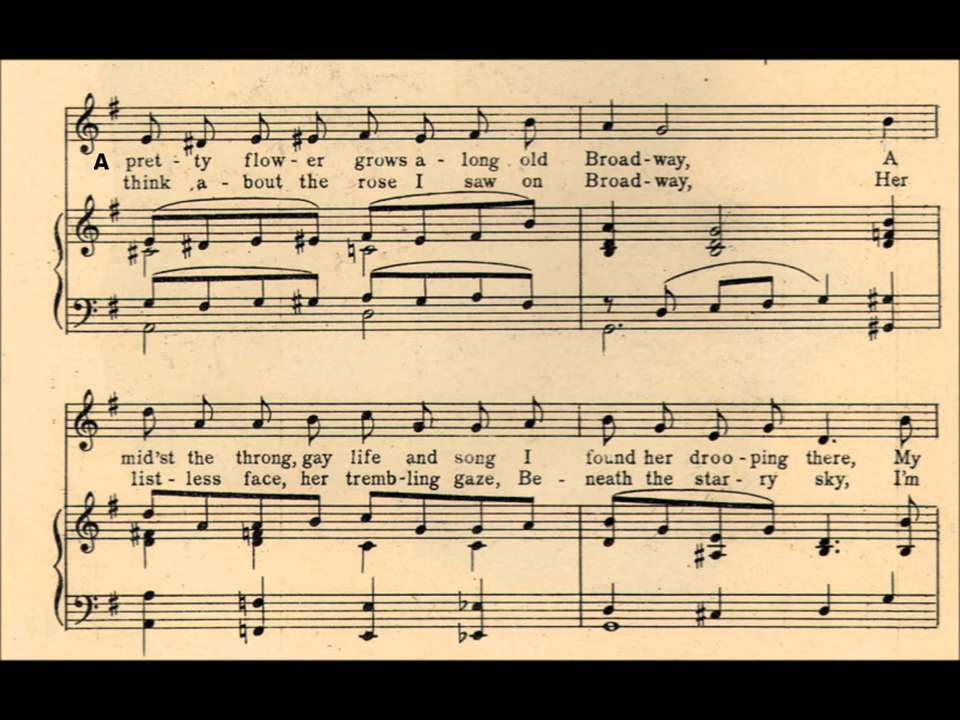 A pret - ty flow - er grows a - long old Broad - way, A
think a - bout the rose I saw on Broad - way, Her
mid'st the throng, gay life and song I found her droo - ping there, My
list - less face, her tremb - ling gaze, Be - neath the star - ry sky, I'm